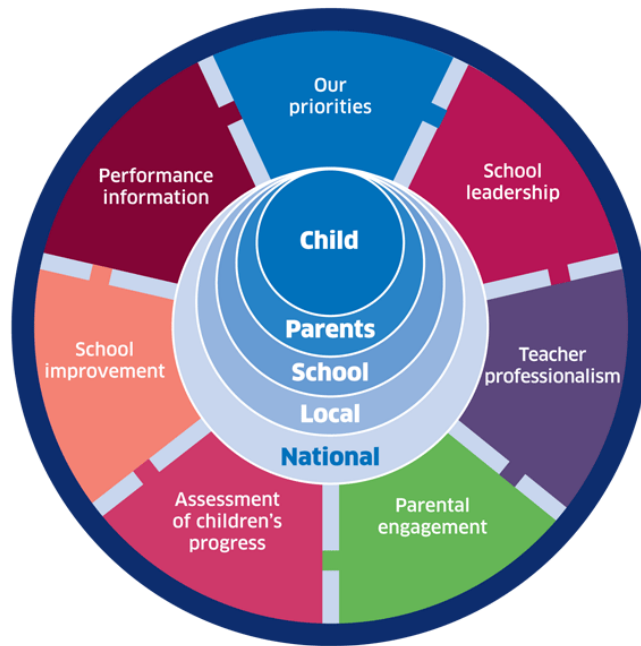 Our
priorities
School
leadership
Teacher
professionalism
Parental
engagement
Assessment
of children's
progress
School
improvement
Performance
information
Child
Parents
School
Local
National